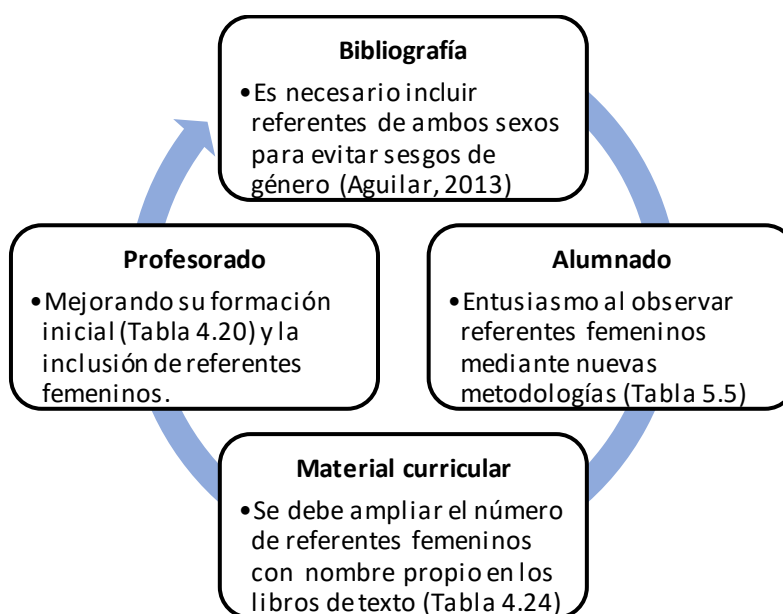 Bibliografía
•Es necesario incluir
referentes de ambos sexos
para evitar sesgos de
género (Aguilar, 2013)
Profesorado
•Mejorando su formación
inicial (Tabla 4.20) y la
inclusión de referentes
femeninos.
Alumnado
•Entusiasmo al observar
referentes femeninos
mediante nuevas
metodologías (Tabla 5.5)
Material curricular
•Se debe ampliar el número
de referentes femeninos
con nombre propio en los
libros de texto (Tabla 4.24)